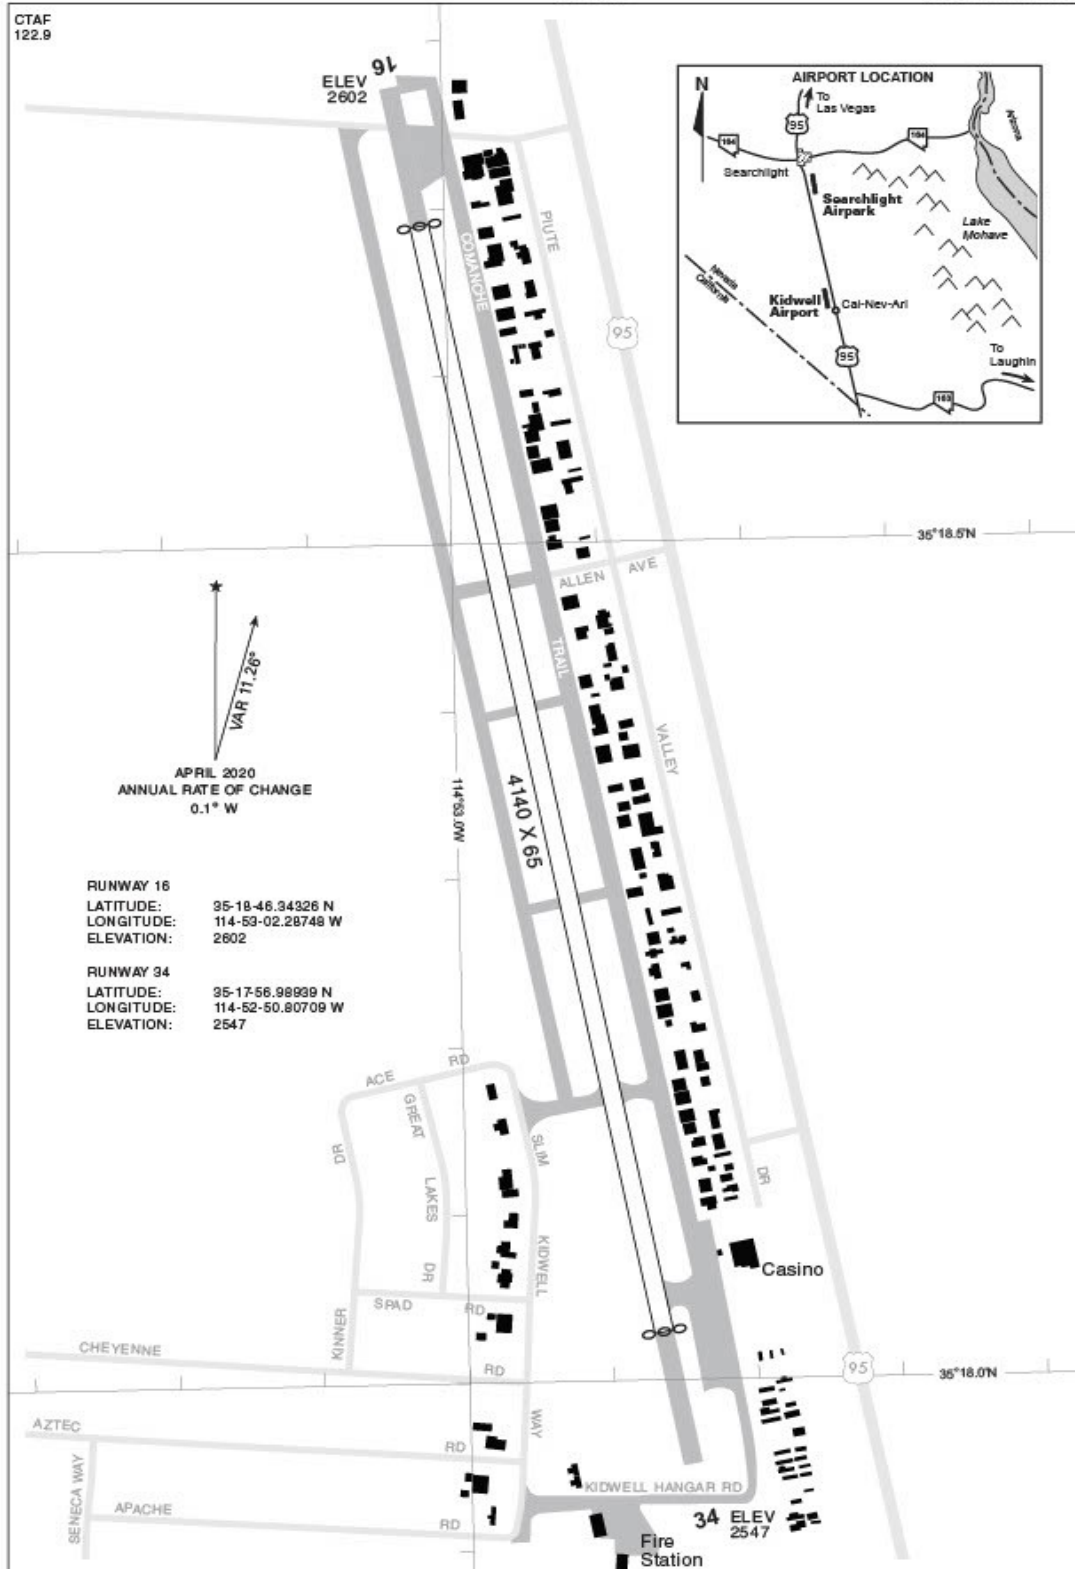 CTAF
122.9
16
ELEV
2602
N
AIRPORT LOCATION
To
Las Vegas
95
164
164
Searchlight
Searchlight
Airpark
Arizona
Lake
Mohave
Nevada
California
Kidwell
Airport
Cal-Nev-Ari
95
To
Laughlin
163
PIUTE
COMANCHE
95
35°18.5'N
ALLEN AVE
TRAIL
VAR 11.26°
VALLEY
APRIL 2020
ANNUAL RATE OF CHANGE
0.1° W
114°53.0'W
4140 X 65
RUNWAY 16
LATITUDE: 35-18-46.34326 N
LONGITUDE: 114-53-02.28748 W
ELEVATION: 2602
RUNWAY 34
LATITUDE: 35-17-56.98939 N
LONGITUDE: 114-52-50.80709 W
ELEVATION: 2547
ACE RD
GREAT
LAKES
DR
DR
KINNER
SLIM
KIDWELL
WAY
DR
Casino
SPAD RD
CHEYENNE RD
95
35°18.0'N
AZTEC RD
SENECA WAY
APACHE RD
KIDWELL HANGAR RD
34
ELEV
2547
Fire
Station